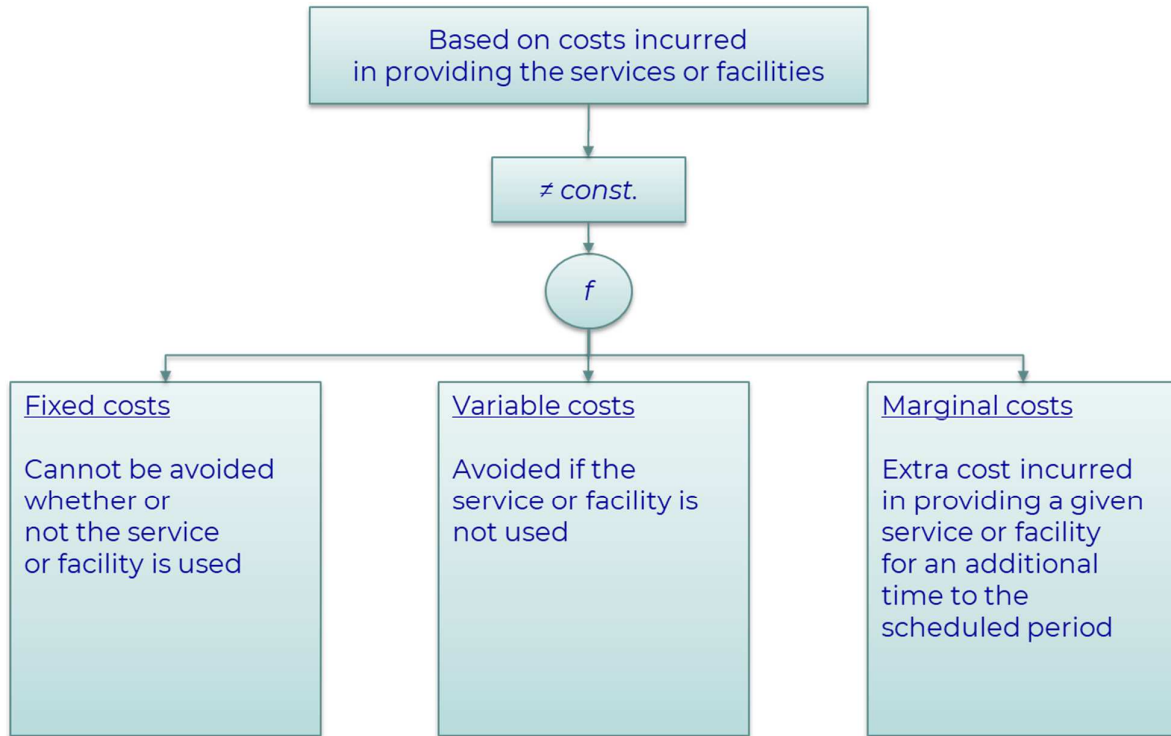 Based on costs incurred
in providing the services or facilities
≠ const.
f
Fixed costs
Cannot be avoided
whether or
not the service
or facility is used
Variable costs
Avoided if the
service or facility is
not used
Marginal costs
Extra cost incurred
in providing a given
service or facility
for an additional
time to the
scheduled period